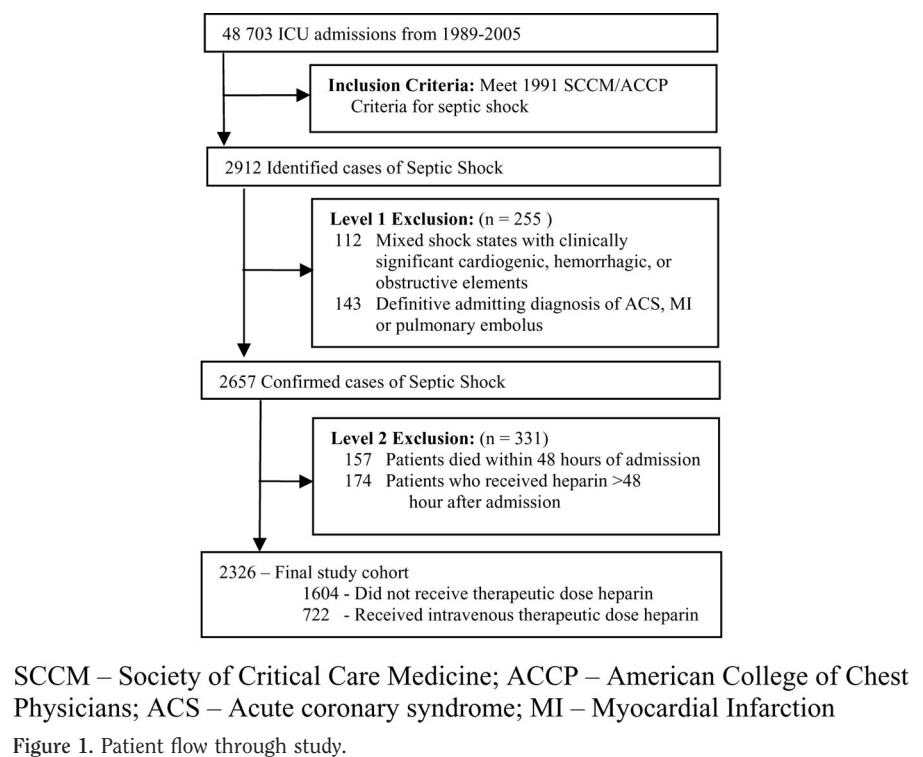 48 703 ICU admissions from 1989-2005
Inclusion Criteria: Meet 1991 SCCM/ACCP
Criteria for septic shock
2912 Identified cases of Septic Shock
Level 1 Exclusion: (n = 255 )
112 Mixed shock states with clinically
significant cardiogenic, hemorrhagic, or
obstructive elements
143 Definitive admitting diagnosis of ACS, MI
or pulmonary embolus
2657 Confirmed cases of Septic Shock
Level 2 Exclusion: (n = 331)
157 Patients died within 48 hours of admission
174 Patients who received heparin >48
hour after admission
2326 – Final study cohort
1604 - Did not receive therapeutic dose heparin
722 - Received intravenous therapeutic dose heparin
SCCM – Society of Critical Care Medicine; ACCP – American College of Chest
Physicians; ACS – Acute coronary syndrome; MI – Myocardial Infarction
Figure 1. Patient flow through study.